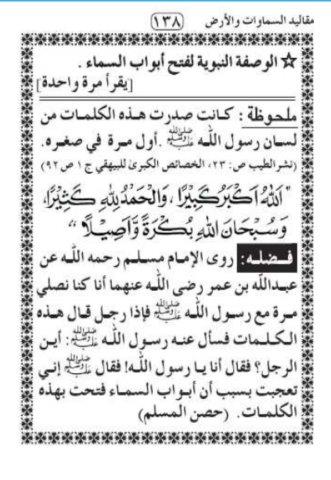 مقاليد السماوات والأرض
(١٣٨)
☆ الوصفة النبوية لفتح أبواب السماء .
[يقرأ مرة واحدة]
ملحوظة : كانت صدرت هذه الكلمات من
لسان رسول الله ﷺ .أول مرة في صغره.
(نشر الطيب ص: ٢٣، الخصائص الكبرىٰ للبيهقي ج ١ ص ٩٢)
"اَللّٰهُ اَكْبَرُ كَبِيْرًا، وَالْحَمْدُ لِلّٰهِ كَثِيْرًا،
وَسُبْحَانَ اللّٰهِ بُكْرَةً وَّاَصِيْلًا"
فضله: روى الإمام مسلم رحمه الله عن
عبدالله بن عمر رضي الله عنهما أنا كنا نصلي
مرة مع رسول الله ﷺ فإذا رجل قال هذه
الكلمات فسأل عنه رسول الله ﷺ: أين
الرجل؟ فقال أنا يا رسول الله! فقال ﷺ إني
تعجبت بسبب أن أبواب السماء فتحت بهذه
الكلمات. (حصن المسلم)